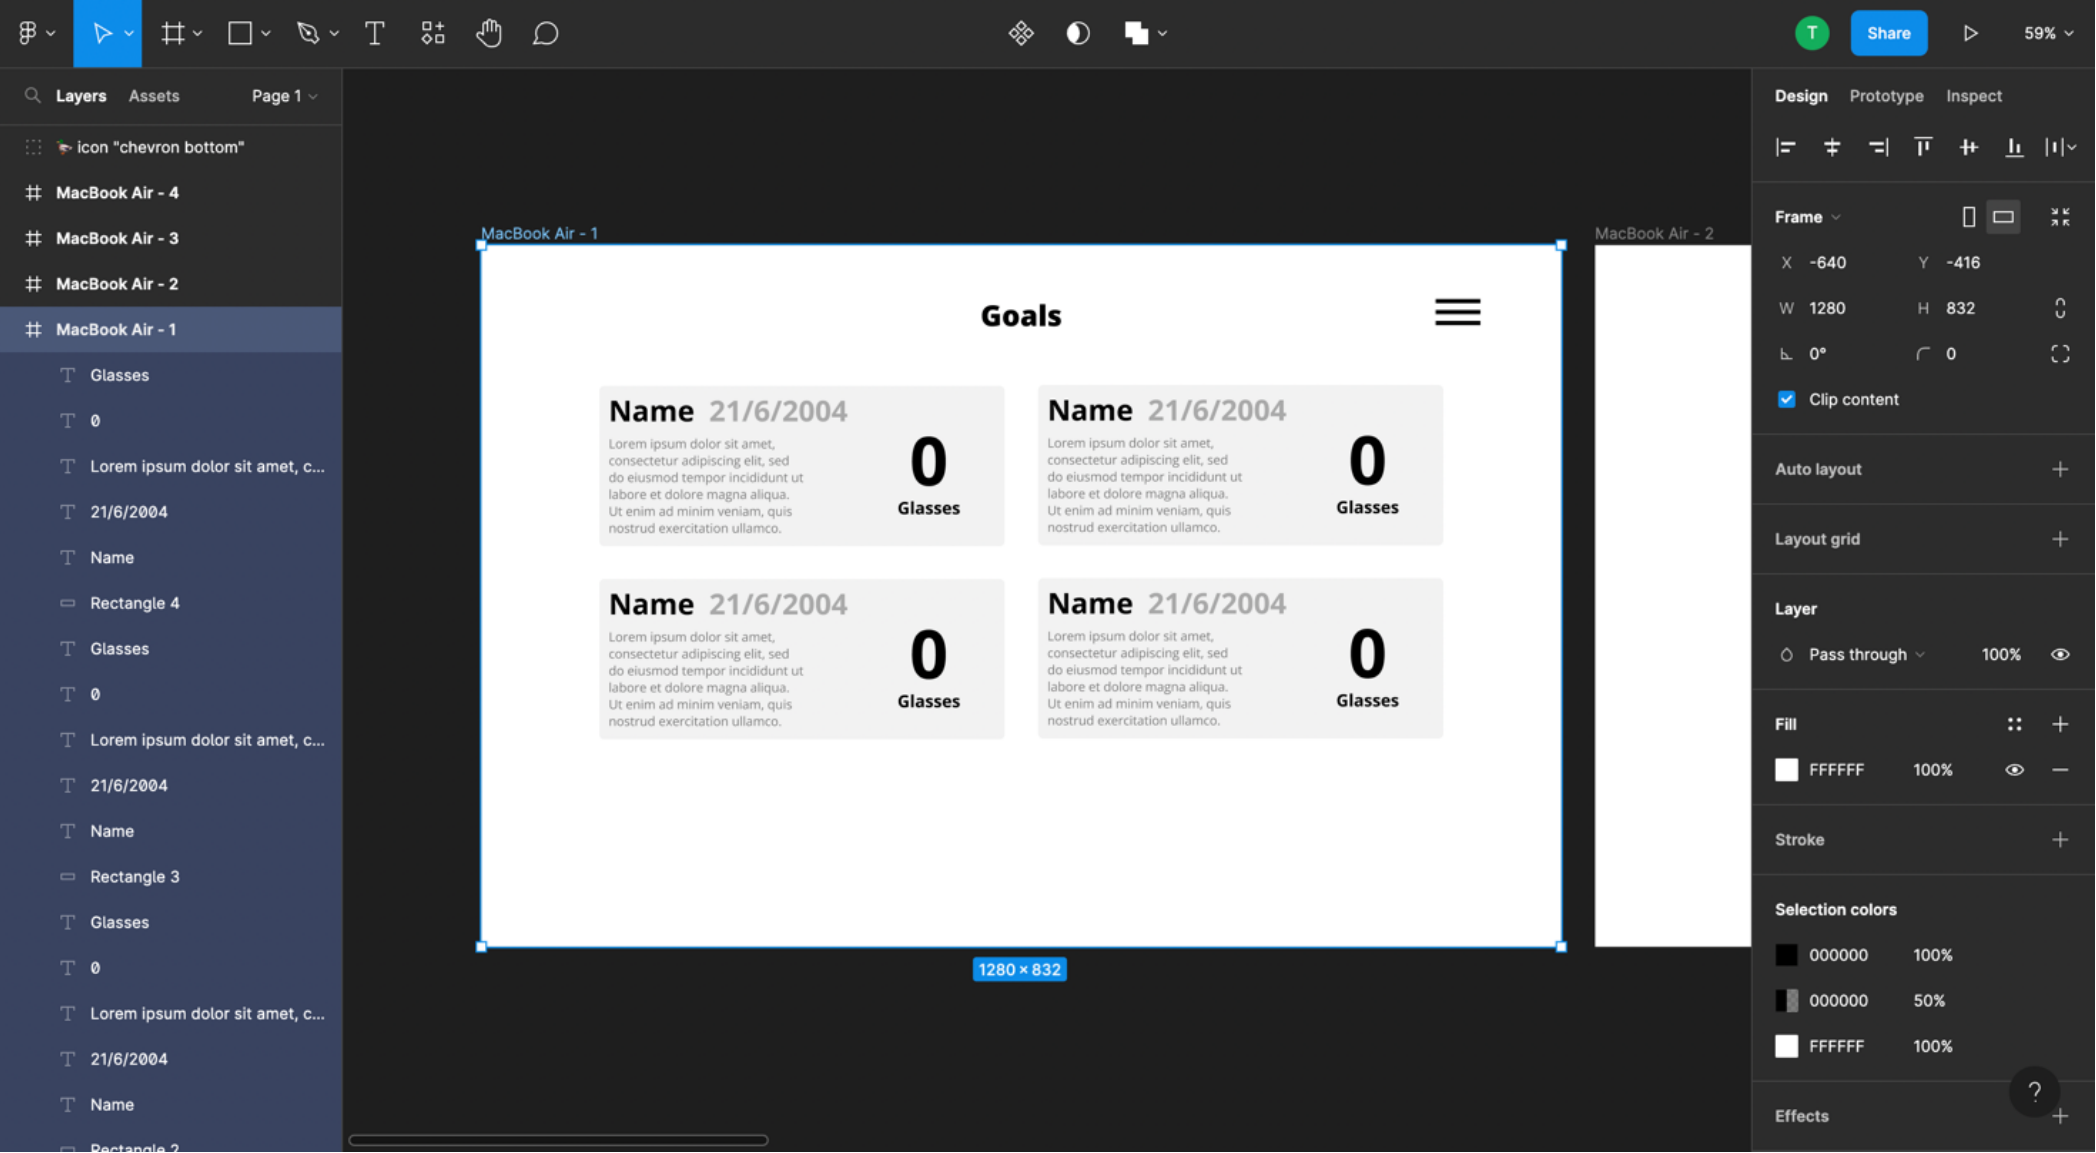 T
Share
59%
Layers
Assets
Page 1
icon "chevron bottom"
MacBook Air - 4
MacBook Air - 3
MacBook Air - 2
MacBook Air - 1
Glasses
0
Lorem ipsum dolor sit amet, c...
21/6/2004
Name
Rectangle 4
Glasses
0
Lorem ipsum dolor sit amet, c...
21/6/2004
Name
Rectangle 3
Glasses
0
Lorem ipsum dolor sit amet, c...
21/6/2004
Name
Rectangle 2
MacBook Air - 1
Goals
Name 21/6/2004
Lorem ipsum dolor sit amet,
consectetur adipiscing elit, sed
do eiusmod tempor incididunt ut
labore et dolore magna aliqua.
Ut enim ad minim veniam, quis
nostrud exercitation ullamco.
0
Glasses
Name 21/6/2004
Lorem ipsum dolor sit amet,
consectetur adipiscing elit, sed
do eiusmod tempor incididunt ut
labore et dolore magna aliqua.
Ut enim ad minim veniam, quis
nostrud exercitation ullamco.
0
Glasses
Name 21/6/2004
Lorem ipsum dolor sit amet,
consectetur adipiscing elit, sed
do eiusmod tempor incididunt ut
labore et dolore magna aliqua.
Ut enim ad minim veniam, quis
nostrud exercitation ullamco.
0
Glasses
Name 21/6/2004
Lorem ipsum dolor sit amet,
consectetur adipiscing elit, sed
do eiusmod tempor incididunt ut
labore et dolore magna aliqua.
Ut enim ad minim veniam, quis
nostrud exercitation ullamco.
0
Glasses
1280 × 832
MacBook Air - 2
Design
Prototype
Inspect
Frame
X -640 Y -416
W 1280 H 832
0° 0
Clip content
Auto layout
Layout grid
Layer
Pass through 100%
Fill
FFFFFF 100%
Stroke
Selection colors
000000 100%
000000 50%
FFFFFF 100%
?
Effects